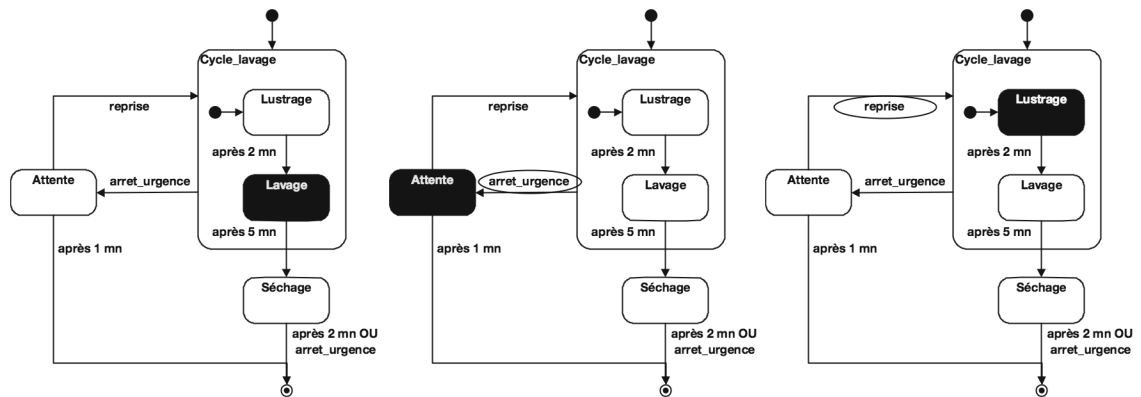 Cycle_lavage
Lustrage
reprise
après 2 mn
Attente
arret_urgence
Lavage
après 5 mn
après 1 mn
Séchage
après 2 mn OU
arret_urgence
Cycle_lavage
Lustrage
reprise
après 2 mn
Attente
arret_urgence
Lavage
après 5 mn
après 1 mn
Séchage
après 2 mn OU
arret_urgence
Cycle_lavage
Lustrage
reprise
après 2 mn
Attente
arret_urgence
Lavage
après 5 mn
après 1 mn
Séchage
après 2 mn OU
arret_urgence